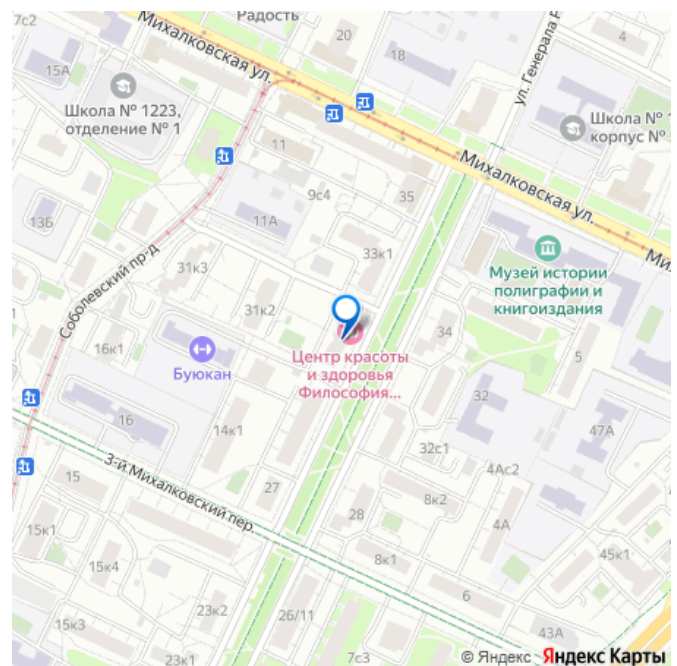 7с2
Радость
20
18
4
15А
Михалковская ул.
Школа № 1223,
отделение № 1
Школа №
корпус №
11
Михалковская ул.
9с4
35
13Б
11А
33к1
Соболевский пр-д
31к3
Музей истории
полиграфии и
книгоиздания
31к2
34
16к1
Буюкан
Центр красоты
и здоровья
Философия...
5
32
16
14к1
32с1
47А
3-й Михалковский пер.
4Ас2
15
27
8к2
28
4А
15к1
8к1
45к1
15к4
6
23к2
26/11
15к3
43А
23к1
7с3
© Яндекс Яндекс Карты